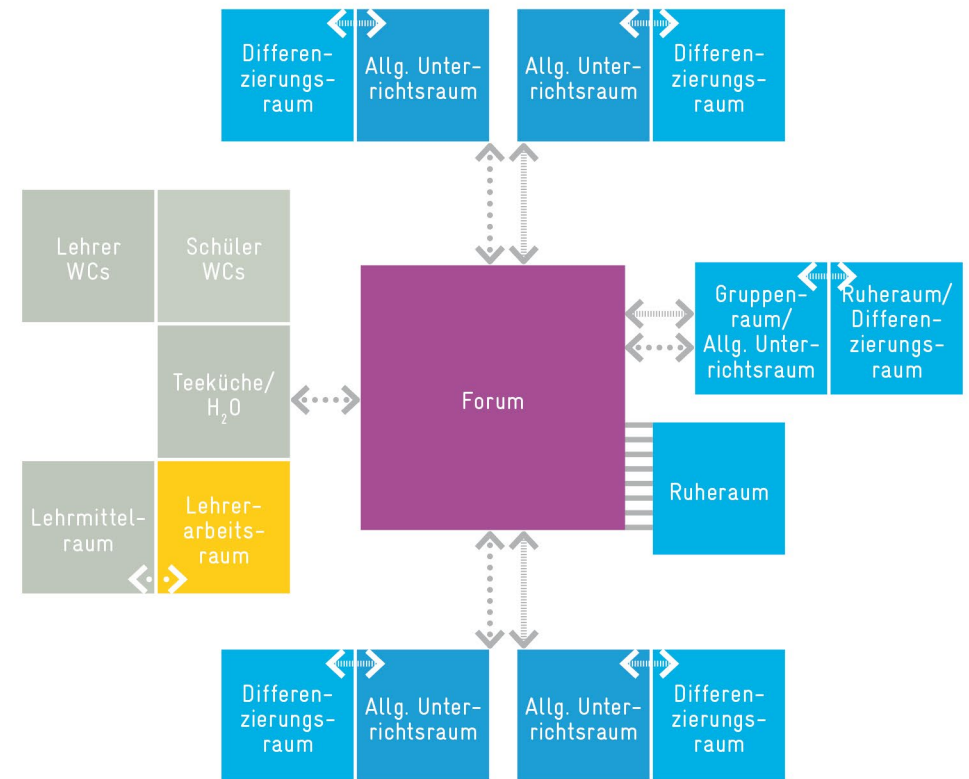 Differen-
zierungs-
raum
Allg. Unter-
richtsraum
Allg. Unter-
richtsraum
Differen-
zierungs-
raum
Lehrer
WCs
Schüler
WCs
Teeküche/
H₂O
Lehrmittel-
raum
Lehrer-
arbeits-
raum
Forum
Gruppen-
raum/
Allg. Unter-
richtsraum
Ruheraum/
Differen-
zierungs-
raum
Ruheraum
Differen-
zierungs-
raum
Allg. Unter-
richtsraum
Allg. Unter-
richtsraum
Differen-
zierungs-
raum